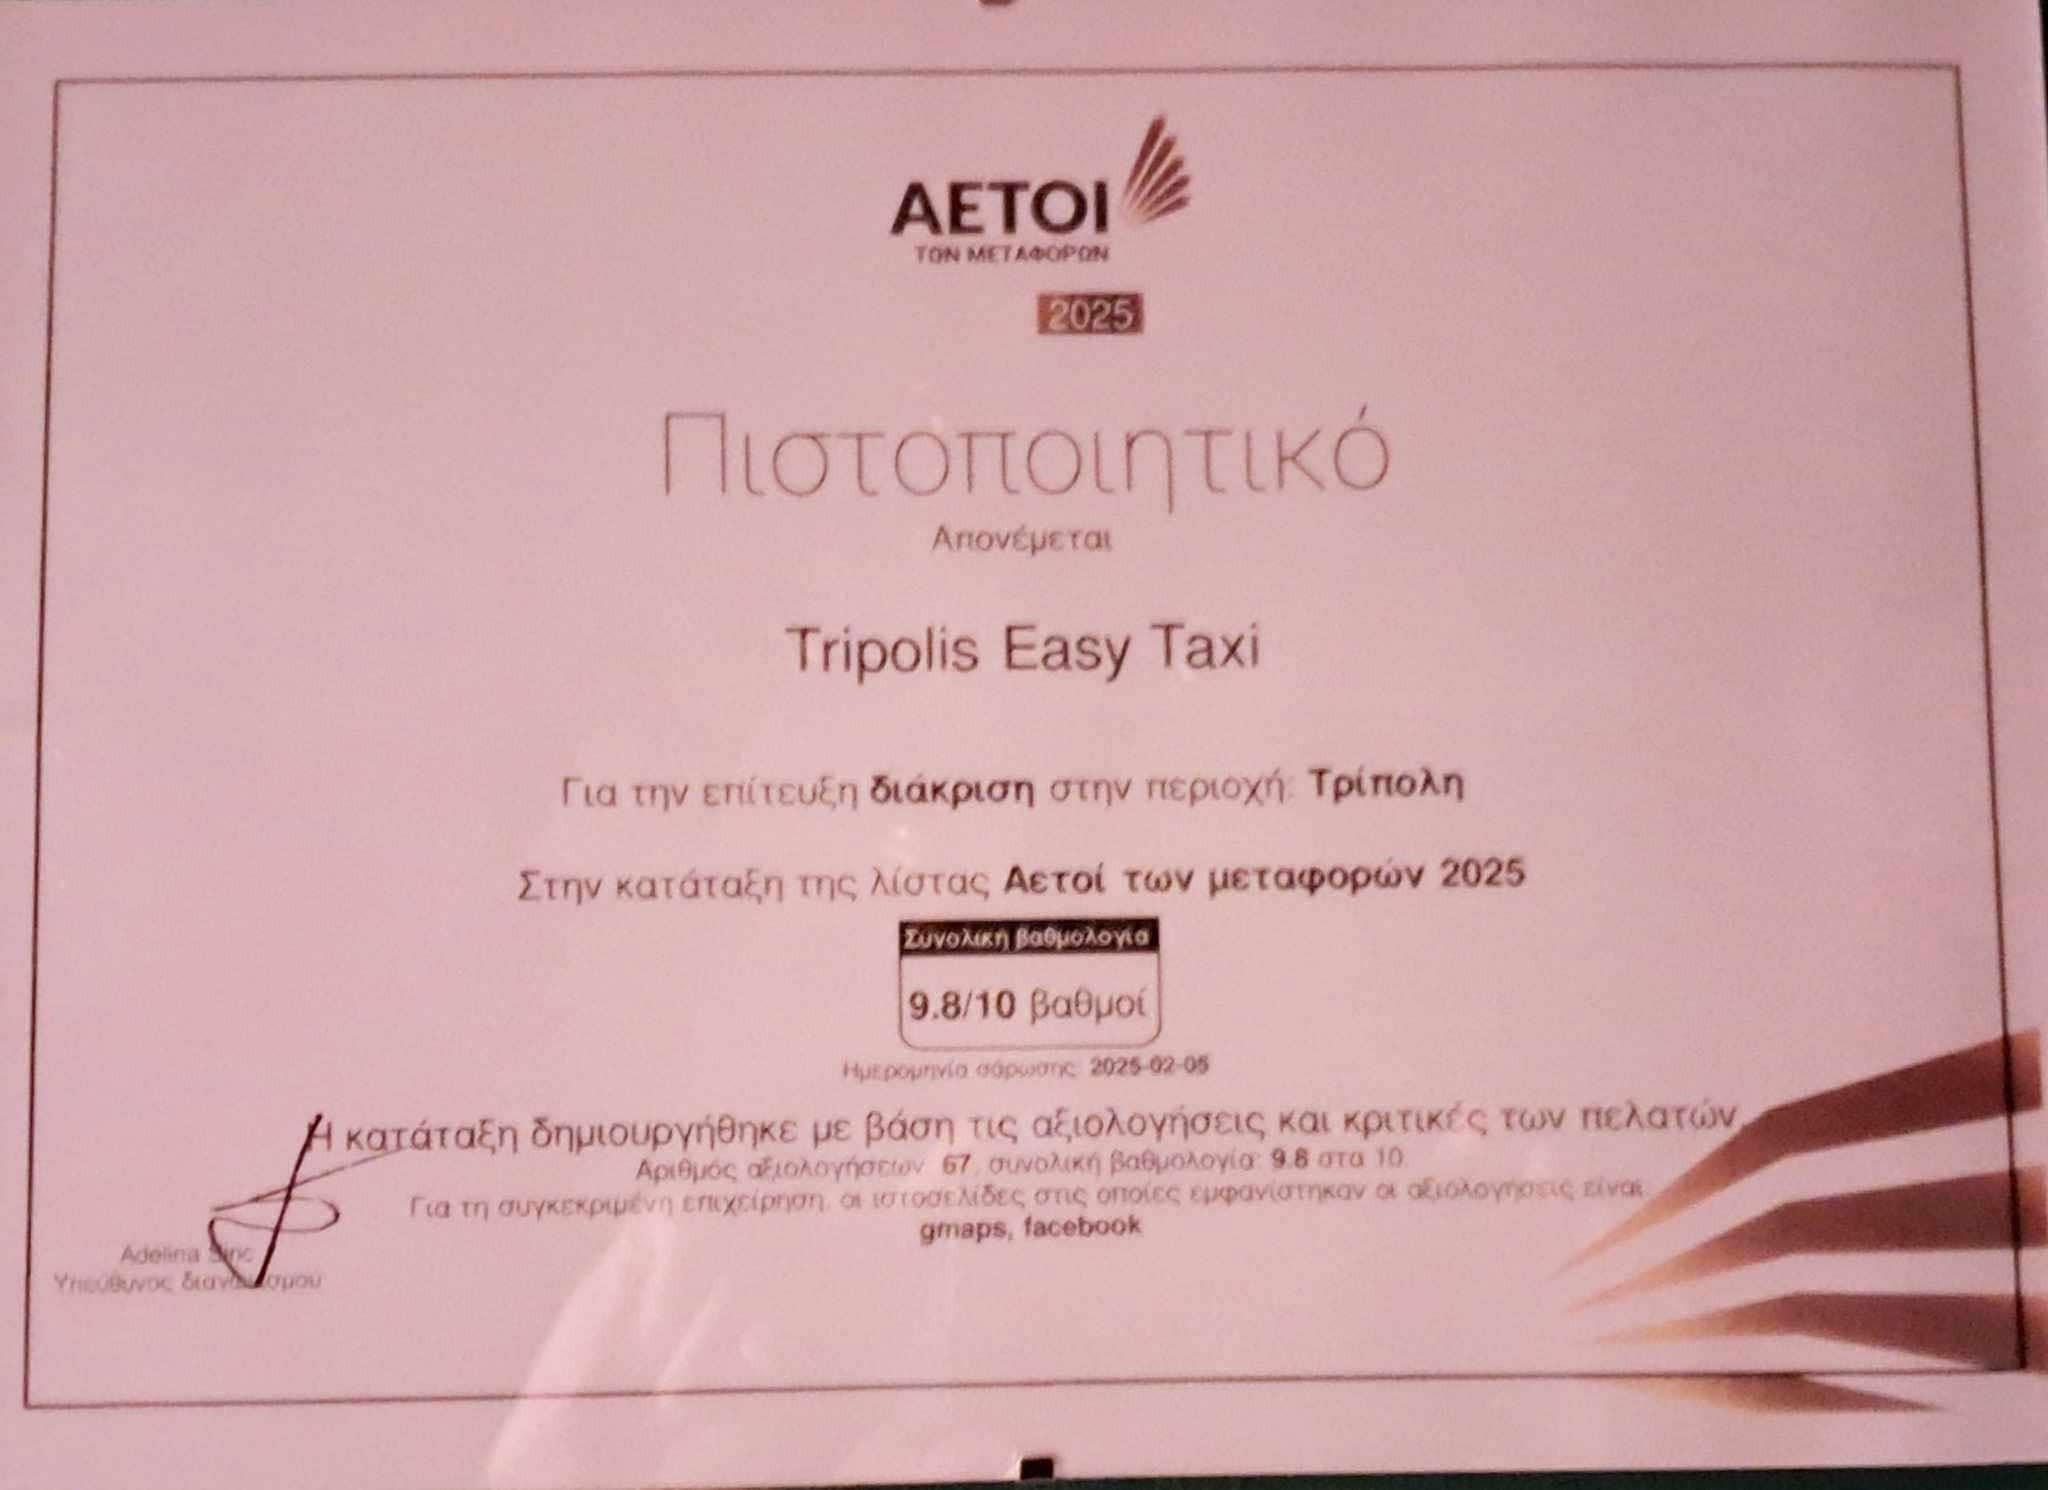 ΑΕΤΟΙ
ΤΩΝ ΜΕΤΑΦΟΡΩΝ
2025
Πιστοποιητικό
Απονέμεται
Tripolis Easy Taxi
Για την επίτευξη διάκριση στην περιοχή: Τρίπολη
Στην κατάταξη της λίστας Αετοί των μεταφορών 2025
Συνολική βαθμολογία
9.8/10 βαθμοί
Ημερομηνία σάρωσης: 2025-02-05
Η κατάταξη δημιουργήθηκε με βάση τις αξιολογήσεις και κριτικές των πελατών.
Αριθμός αξιολογήσεων: 67, συνολική βαθμολογία: 9.8 στα 10.
Για τη συγκεκριμένη επιχείρηση, οι ιστοσελίδες στις οποίες εμφανίστηκαν οι αξιολογήσεις είναι:
gmaps, facebook
Adelina
Υπεύθυνος διαγωνισμού